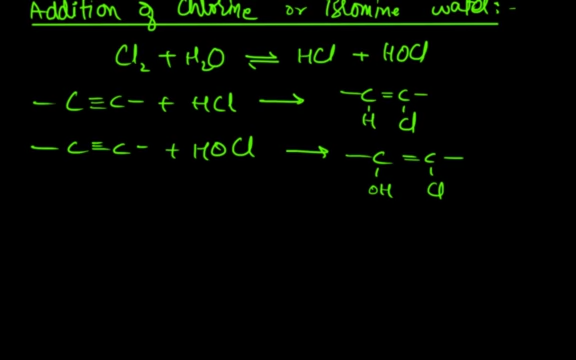 Addition of Chlorine or Bromine water:-
Cl₂ + H₂O ⇌ HCl + HOCl
— C ≡ C — + HCl ⟶ — C = C —
H Cl
— C ≡ C — + HOCl ⟶ — C = C —
OH Cl